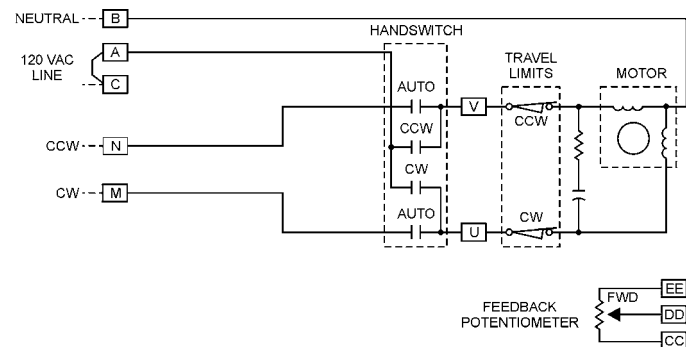 NEUTRAL
B
HANDSWITCH
A
120 VAC
LINE
C
TRAVEL
LIMITS
MOTOR
AUTO
V
CCW
CCW
CCW
N
CW
CW
M
AUTO
U
CW
FEEDBACK
POTENTIOMETER
FWD
EE
DD
CC